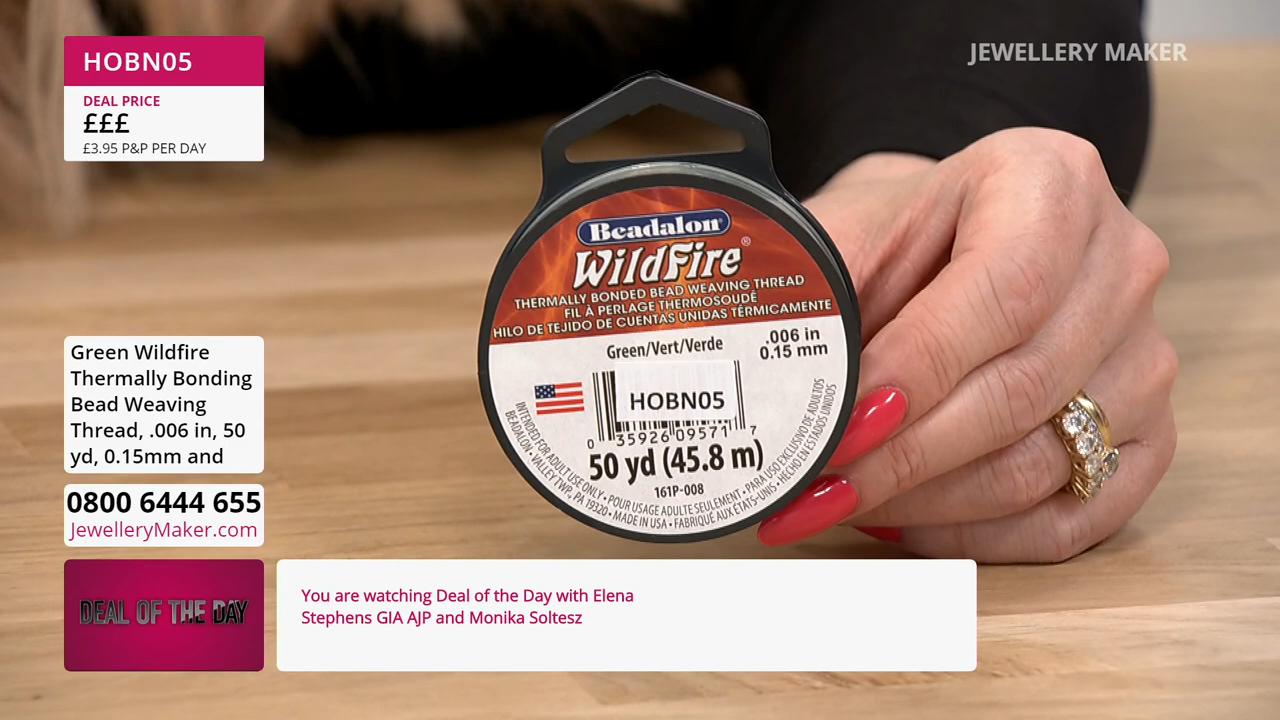 HOBN05
DEAL PRICE
£££
£3.95 P&P PER DAY
JEWELLERY MAKER
Beadalon®
WildFire®
THERMALLY BONDED BEAD WEAVING THREAD
FIL À PERLAGE THERMOSOUDÉ
HILO DE TEJIDO DE CUENTAS UNIDAS TÉRMICAMENTE
Green/Vert/Verde
.006 in
0.15 mm
HOBN05
0 35926 09571 7
50 yd (45.8 m)
161P-008
INTENDED FOR ADULT USE ONLY • POUR USAGE ADULTE SEULEMENT • PARA USO EXCLUSIVO DE ADULTOS
BEADALON • VALLEY TWP., PA 19320 • MADE IN USA • FABRIQUÉ AUX ÉTATS-UNIS • HECHO EN ESTADOS UNIDOS
Green Wildfire
Thermally Bonding
Bead Weaving
Thread, .006 in, 50
yd, 0.15mm and
0800 6444 655
JewelleryMaker.com
DEAL OF THE DAY
You are watching Deal of the Day with Elena
Stephens GIA AJP and Monika Soltesz